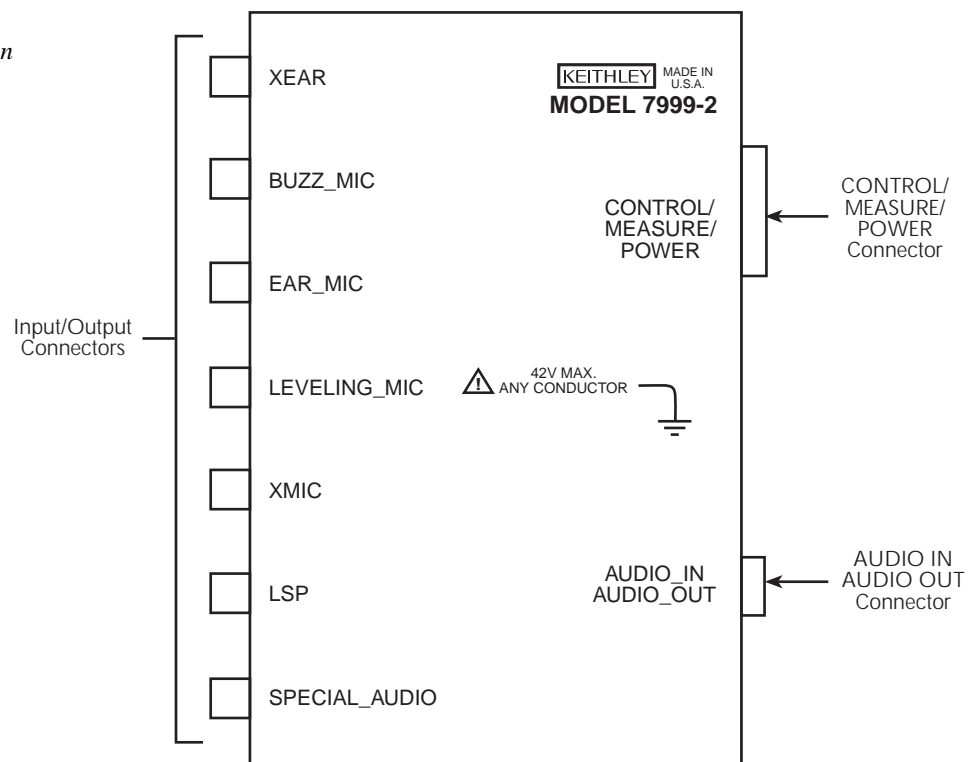 n
XEAR
KEITHLEY
MADE IN
U.S.A.
MODEL 7999-2
BUZZ_MIC
CONTROL/
MEASURE/
POWER
CONTROL/
MEASURE/
POWER
Connector
EAR_MIC
Input/Output
Connectors
LEVELING_MIC
42V MAX.
ANY CONDUCTOR
XMIC
LSP
AUDIO_IN
AUDIO_OUT
AUDIO IN
AUDIO OUT
Connector
SPECIAL_AUDIO